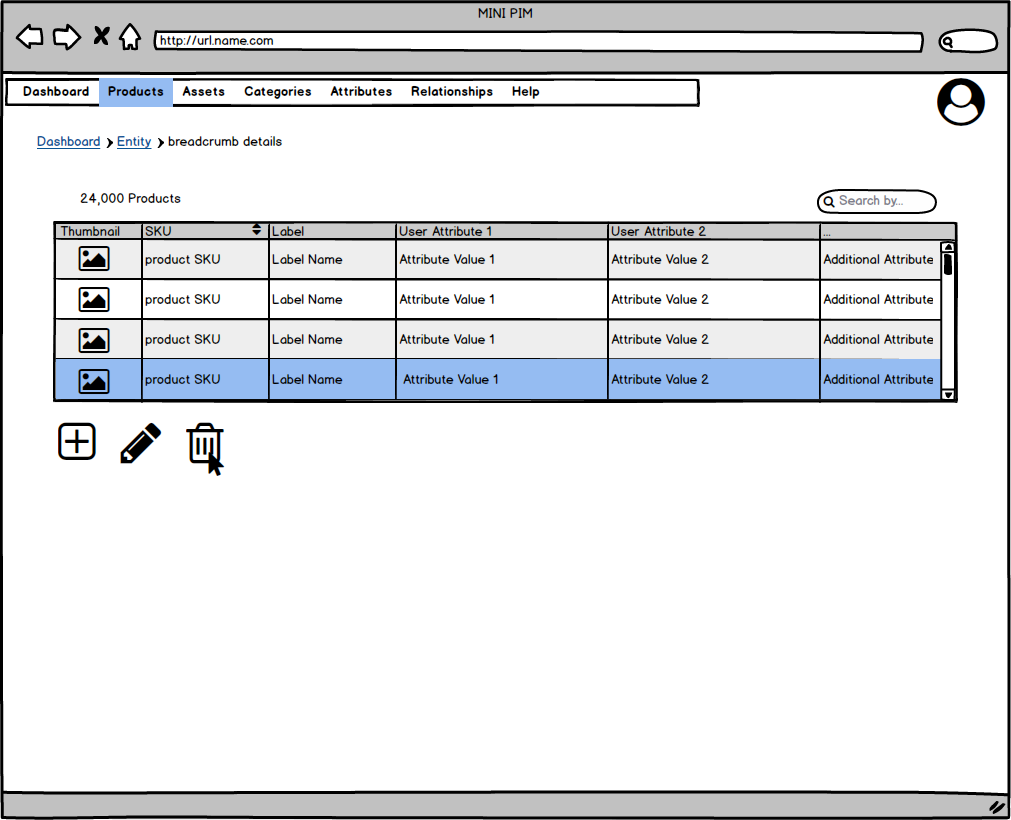 MINI PIM
http://url.name.com
Dashboard Products Assets Categories Attributes Relationships Help
Dashboard Entity breadcrumb details
24,000 Products
Search by...
Thumbnail SKU Label User Attribute 1 User Attribute 2 ...
product SKU Label Name Attribute Value 1 Attribute Value 2 Additional Attribute
product SKU Label Name Attribute Value 1 Attribute Value 2 Additional Attribute
product SKU Label Name Attribute Value 1 Attribute Value 2 Additional Attribute
product SKU Label Name Attribute Value 1 Attribute Value 2 Additional Attribute